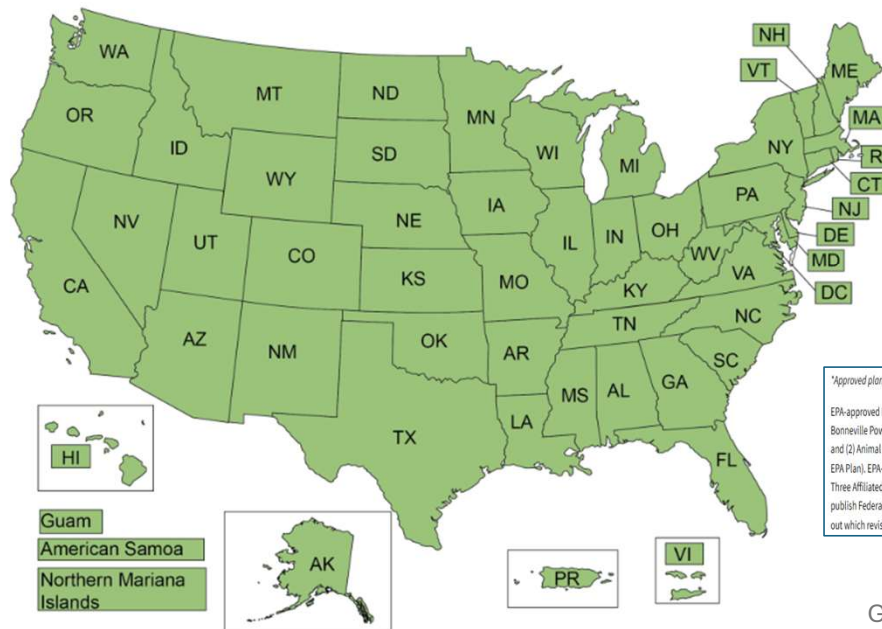 NH
VT
ME
WA
MT
ND
MN
MA
OR
ID
SD
WI
MI
NY
R
CT
WY
PA
NJ
IA
NE
OH
DE
NV
UT
CO
IL
IN
WV
MD
CA
KS
MO
KY
VA
DC
NC
TN
AZ
NM
OK
AR
SC
MS
AL
GA
TX
LA
FL
HI
*Approved plan
EPA-approved
Bonneville Pow
and (2) Animal
EPA Plan). EPA-
Three Affiliated
publish Federa
out which revis
Guam
American Samoa
Northern Mariana
Islands
AK
PR
VI
G